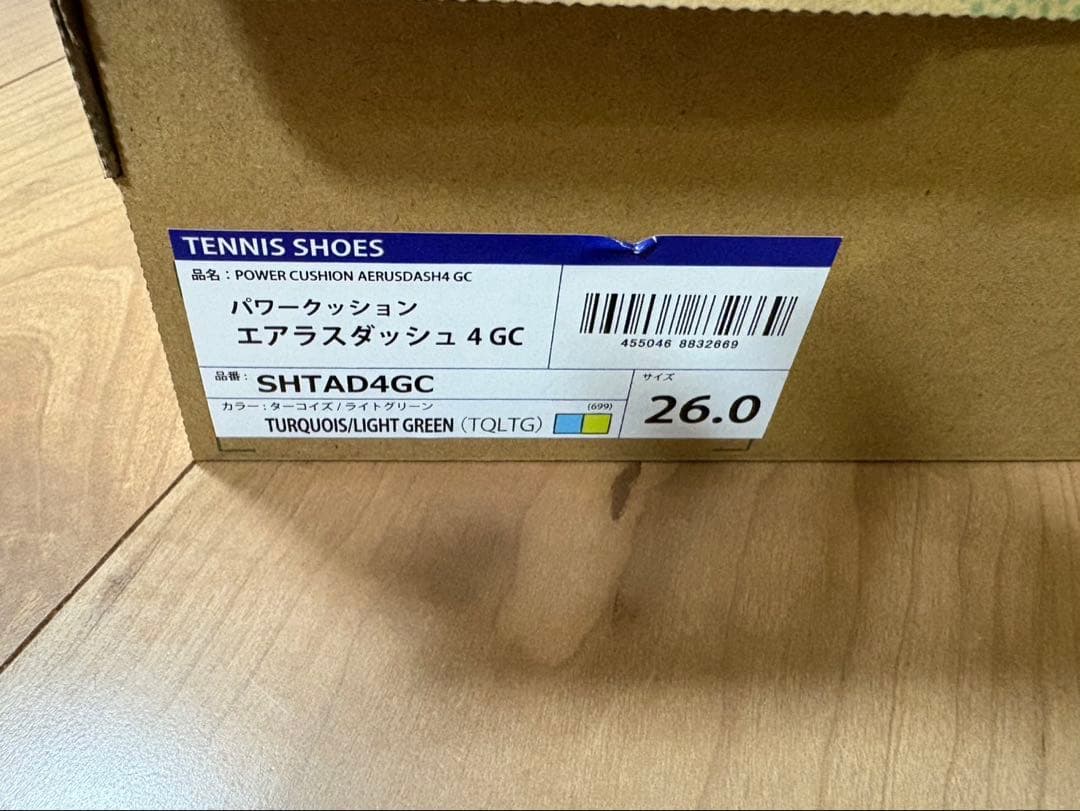 TENNIS SHOES
品名：POWER CUSHION AERUSDASH4 GC
パワークッション
エアラスダッシュ 4 GC
455046 8832669
品番：SHTAD4GC
サイズ
26.0
カラー：ターコイズ / ライトグリーン
(699)
TURQUOIS/LIGHT GREEN (TQLTG)